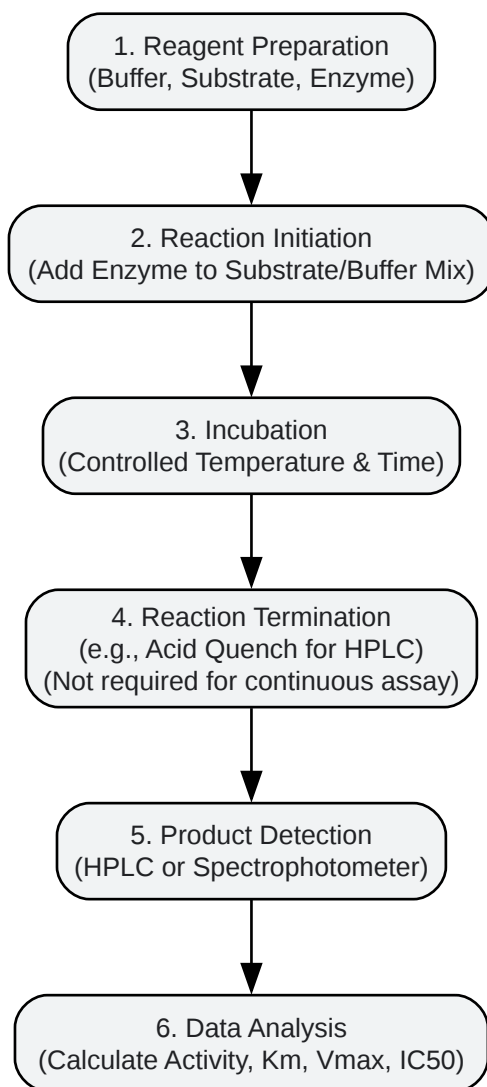 1. Reagent Preparation
(Buffer, Substrate, Enzyme)
2. Reaction Initiation
(Add Enzyme to Substrate/Buffer Mix)
3. Incubation
(Controlled Temperature & Time)
4. Reaction Termination
(e.g., Acid Quench for HPLC)
(Not required for continuous assay)
5. Product Detection
(HPLC or Spectrophotometer)
6. Data Analysis
(Calculate Activity, Km, Vmax, IC50)